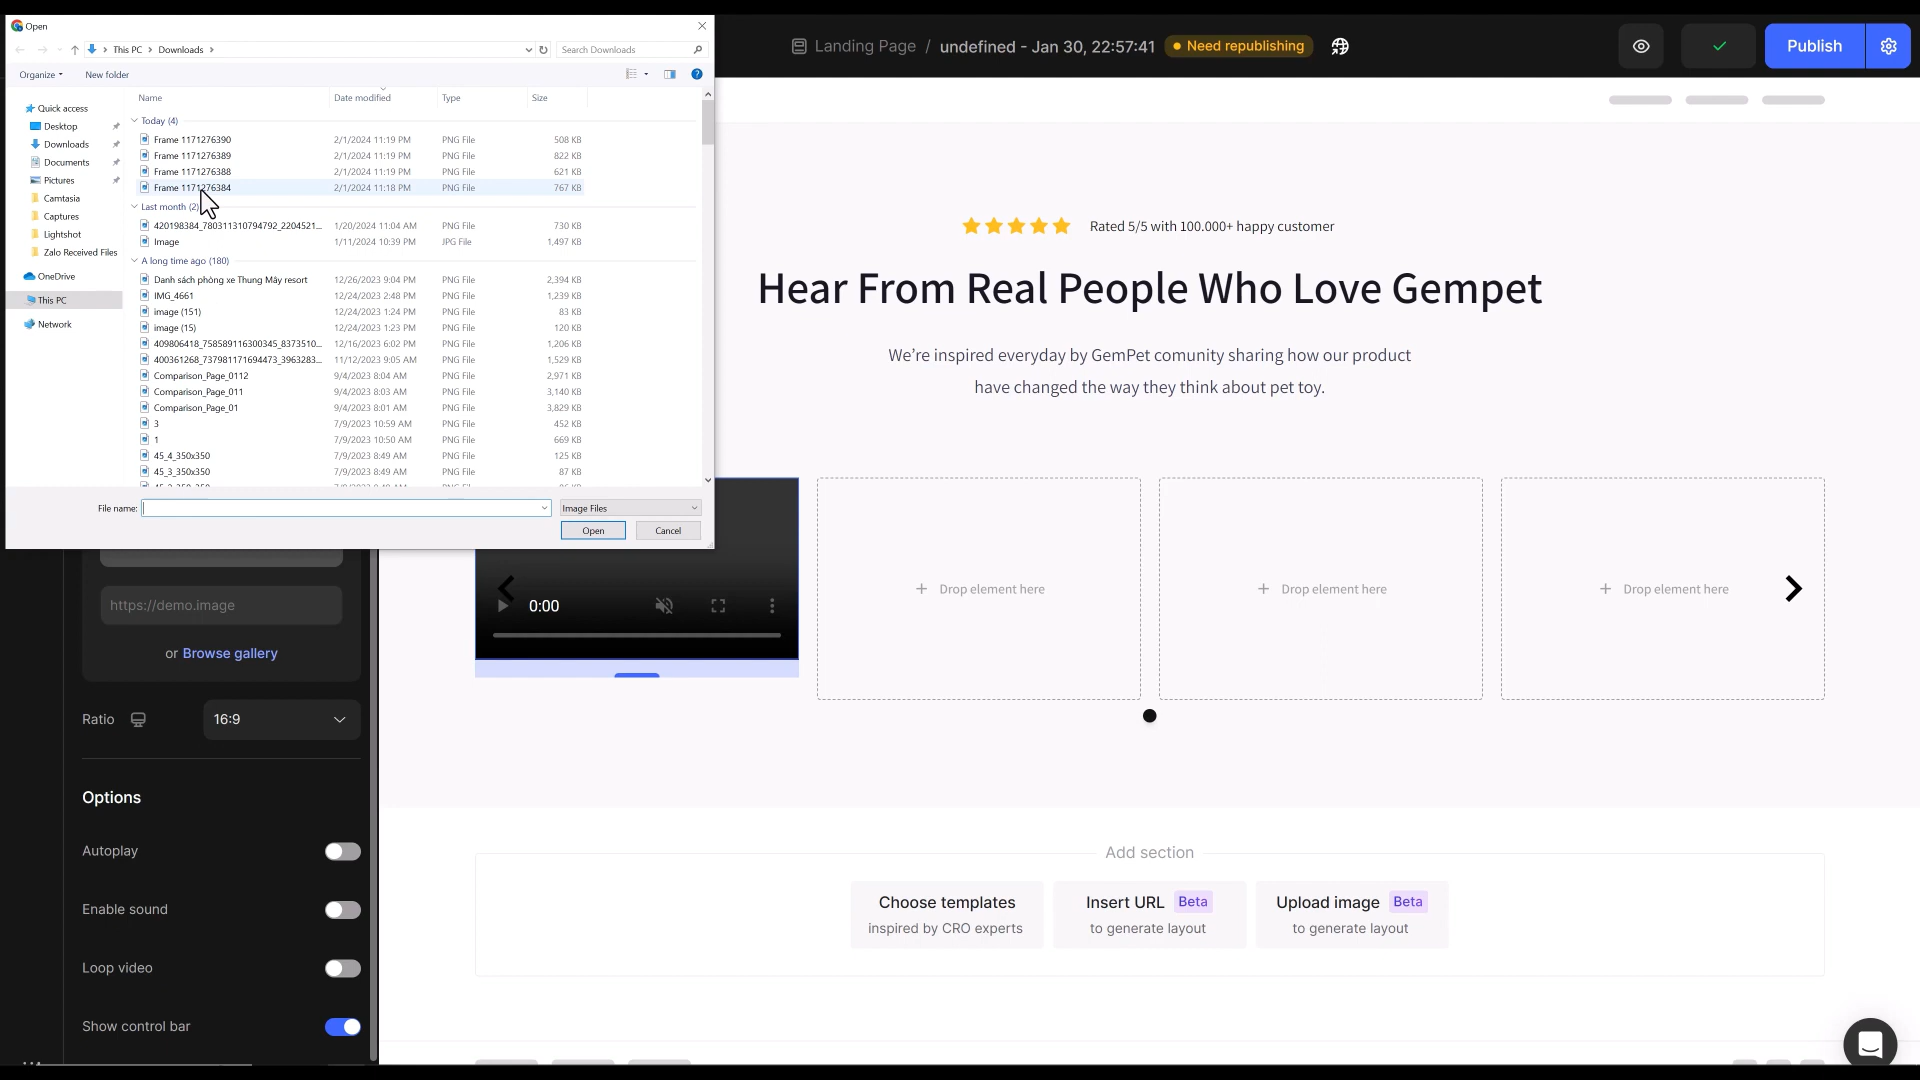 Open
This PC
Downloads
Search Downloads
Organize
New folder
Landing Page / undefined - Jan 30, 22:57:41
Need republishing
Publish
Name Date modified Type Size
Quick access
Desktop
Downloads
Documents
Pictures
Camtasia
Captures
Lightshot
Zalo Received Files
OneDrive
This PC
Network
Today (4)
Frame 1171276390 2/1/2024 11:19 PM PNG File 508 KB
Frame 1171276389 2/1/2024 11:19 PM PNG File 822 KB
Frame 1171276388 2/1/2024 11:19 PM PNG File 621 KB
Frame 1171276384 2/1/2024 11:18 PM PNG File 767 KB
Last month (2)
420198384_780311310794792_2204521... 1/20/2024 11:04 AM PNG File 730 KB
Image 1/11/2024 10:39 PM JPG File 1,497 KB
A long time ago (180)
Danh sách phòng xe Thung Mây resort 12/26/2023 9:04 PM PNG File 2,394 KB
IMG_4661 12/24/2023 2:48 PM PNG File 1,239 KB
image (151) 12/24/2023 1:24 PM PNG File 83 KB
image (15) 12/24/2023 1:23 PM PNG File 120 KB
409806418_758589116300345_8373510... 12/16/2023 6:02 PM PNG File 1,206 KB
400361268_737981171694473_3963283... 11/12/2023 9:05 AM PNG File 1,529 KB
Comparison_Page_0112 9/4/2023 8:04 AM PNG File 2,971 KB
Comparison_Page_011 9/4/2023 8:03 AM PNG File 3,140 KB
Comparison_Page_01 9/4/2023 8:01 AM PNG File 3,829 KB
3 7/9/2023 10:59 AM PNG File 452 KB
1 7/9/2023 10:50 AM PNG File 669 KB
45_4_350x350 7/9/2023 8:49 AM PNG File 125 KB
45_3_350x350 7/9/2023 8:49 AM PNG File 87 KB
File name:
Image Files
Open
Cancel
Rated 5/5 with 100.000+ happy customer
Hear From Real People Who Love Gempet
We’re inspired everyday by GemPet comunity sharing how our product
have changed the way they think about pet toy.
0:00
Drop element here
Drop element here
Drop element here
https://demo.image
or Browse gallery
Ratio
16:9
Options
Autoplay
Enable sound
Loop video
Show control bar
Add section
Choose templates
inspired by CRO experts
Insert URL Beta
to generate layout
Upload image Beta
to generate layout